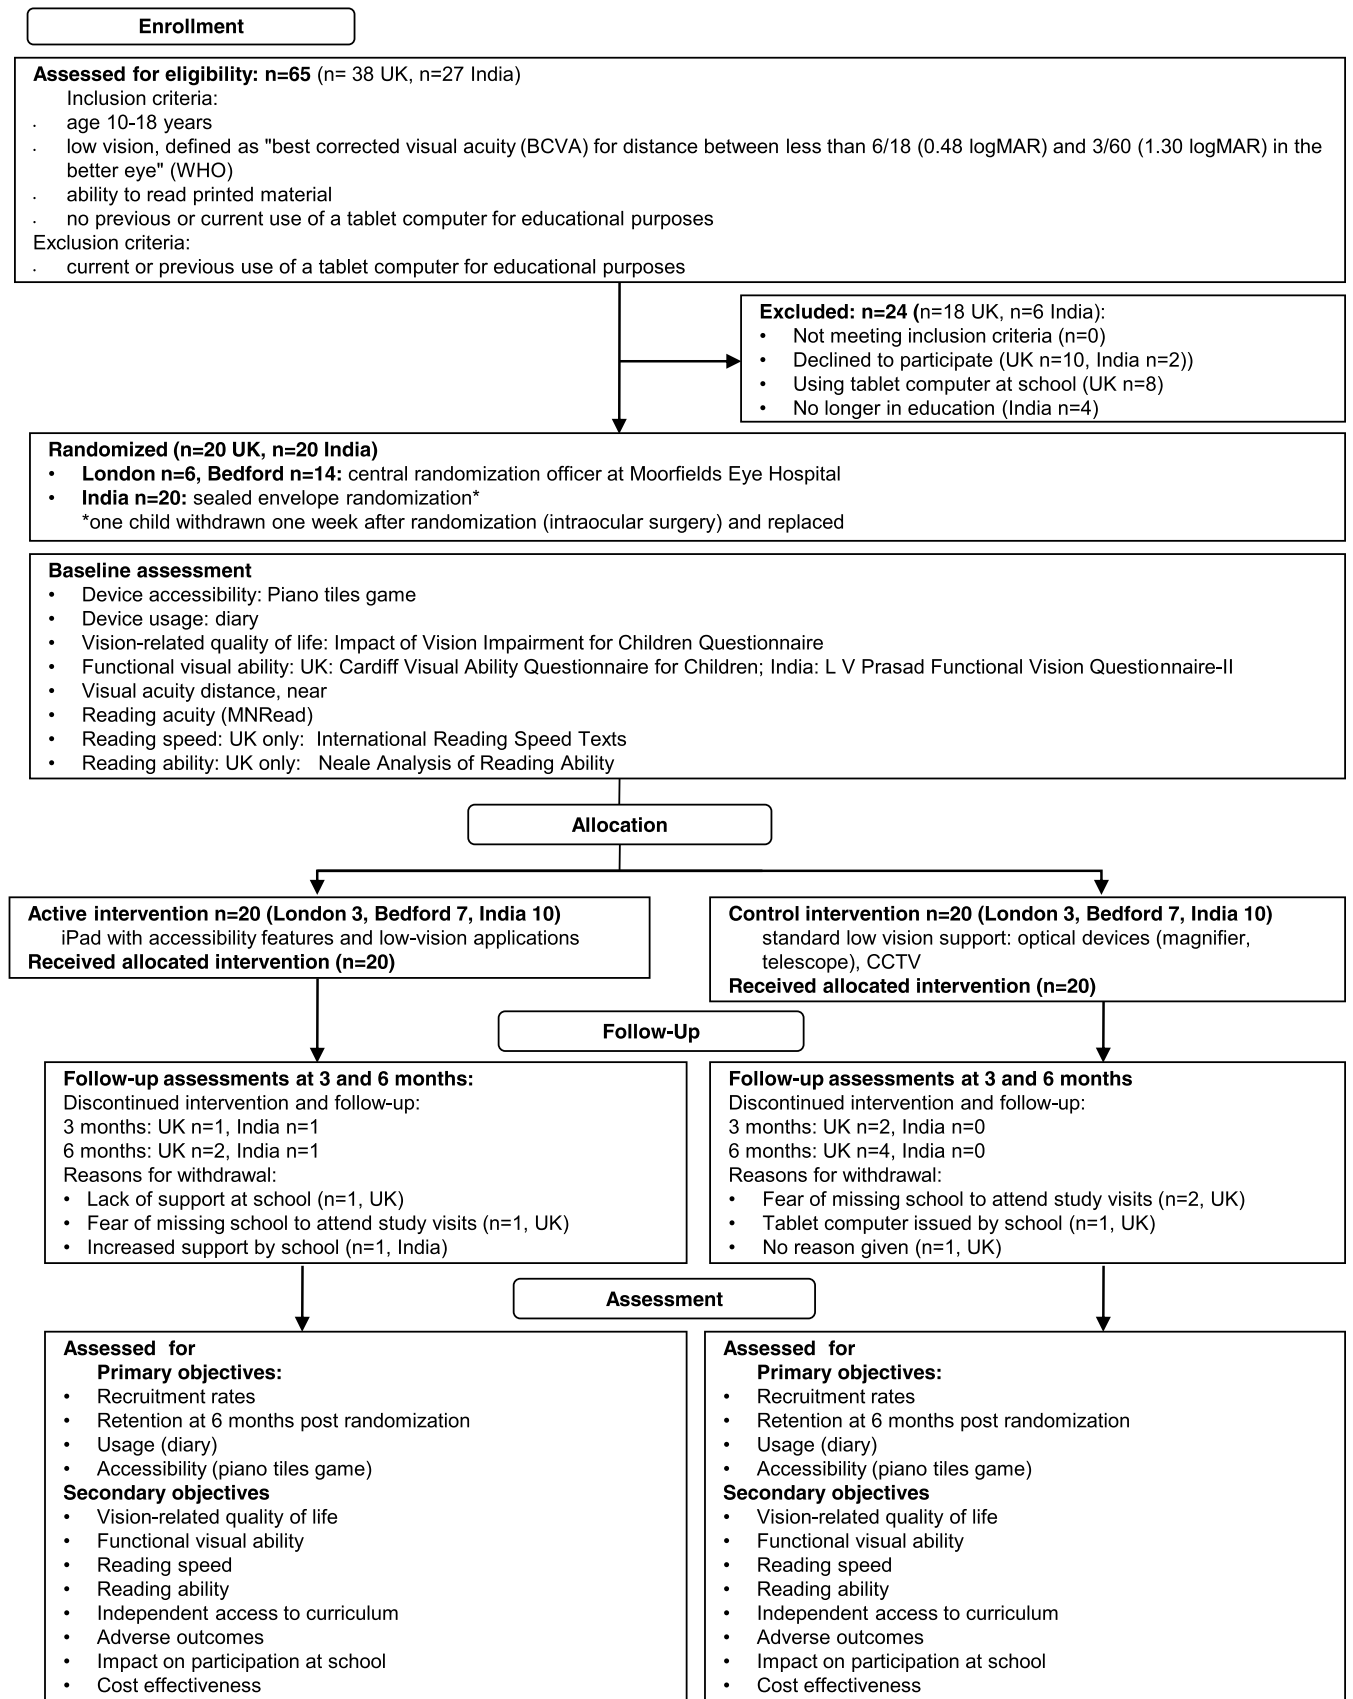 Enrollment
Assessed for eligibility: n=65 (n= 38 UK, n=27 India)
Inclusion criteria:
· age 10-18 years
· low vision, defined as "best corrected visual acuity (BCVA) for distance between less than 6/18 (0.48 logMAR) and 3/60 (1.30 logMAR) in the
better eye" (WHO)
· ability to read printed material
· no previous or current use of a tablet computer for educational purposes
Exclusion criteria:
· current or previous use of a tablet computer for educational purposes
Excluded: n=24 (n=18 UK, n=6 India):
• Not meeting inclusion criteria (n=0)
• Declined to participate (UK n=10, India n=2))
• Using tablet computer at school (UK n=8)
• No longer in education (India n=4)
Randomized (n=20 UK, n=20 India)
• London n=6, Bedford n=14: central randomization officer at Moorfields Eye Hospital
• India n=20: sealed envelope randomization*
*one child withdrawn one week after randomization (intraocular surgery) and replaced
Baseline assessment
• Device accessibility: Piano tiles game
• Device usage: diary
• Vision-related quality of life: Impact of Vision Impairment for Children Questionnaire
• Functional visual ability: UK: Cardiff Visual Ability Questionnaire for Children; India: L V Prasad Functional Vision Questionnaire-II
• Visual acuity distance, near
• Reading acuity (MNRead)
• Reading speed: UK only: International Reading Speed Texts
• Reading ability: UK only: Neale Analysis of Reading Ability
Allocation
Active intervention n=20 (London 3, Bedford 7, India 10)
iPad with accessibility features and low-vision applications
Received allocated intervention (n=20)
Control intervention n=20 (London 3, Bedford 7, India 10)
standard low vision support: optical devices (magnifier,
telescope), CCTV
Received allocated intervention (n=20)
Follow-Up
Follow-up assessments at 3 and 6 months:
Discontinued intervention and follow-up:
3 months: UK n=1, India n=1
6 months: UK n=2, India n=1
Reasons for withdrawal:
• Lack of support at school (n=1, UK)
• Fear of missing school to attend study visits (n=1, UK)
• Increased support by school (n=1, India)
Follow-up assessments at 3 and 6 months
Discontinued intervention and follow-up:
3 months: UK n=2, India n=0
6 months: UK n=4, India n=0
Reasons for withdrawal:
• Fear of missing school to attend study visits (n=2, UK)
• Tablet computer issued by school (n=1, UK)
• No reason given (n=1, UK)
Assessment
Assessed for
Primary objectives:
• Recruitment rates
• Retention at 6 months post randomization
• Usage (diary)
• Accessibility (piano tiles game)
Secondary objectives
• Vision-related quality of life
• Functional visual ability
• Reading speed
• Reading ability
• Independent access to curriculum
• Adverse outcomes
• Impact on participation at school
• Cost effectiveness
Assessed for
Primary objectives:
• Recruitment rates
• Retention at 6 months post randomization
• Usage (diary)
• Accessibility (piano tiles game)
Secondary objectives
• Vision-related quality of life
• Functional visual ability
• Reading speed
• Reading ability
• Independent access to curriculum
• Adverse outcomes
• Impact on participation at school
• Cost effectiveness